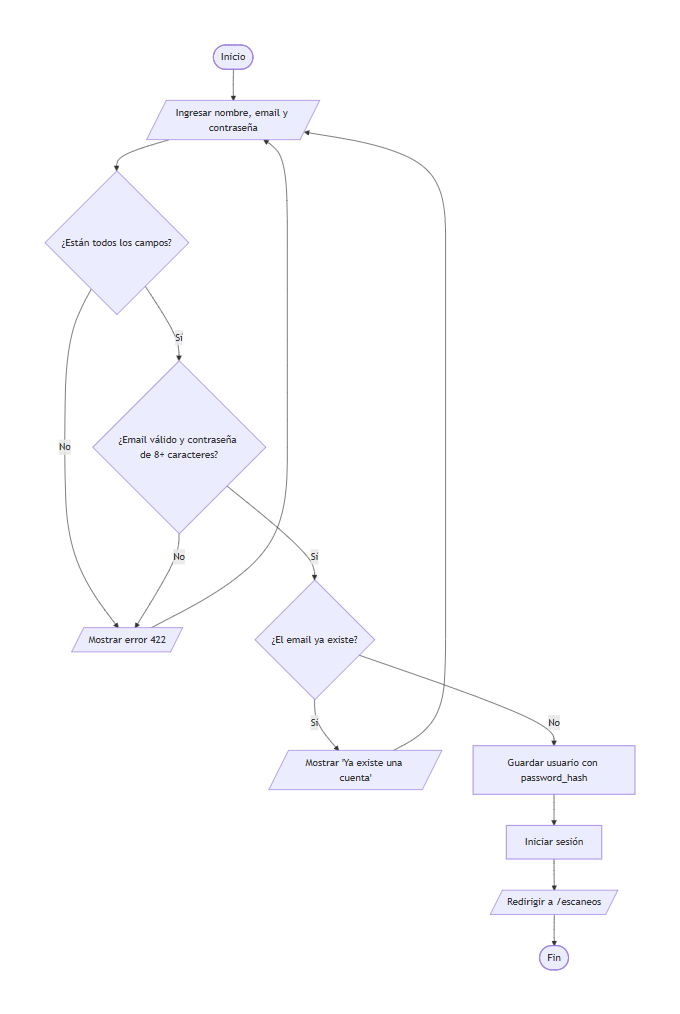 Inicio
Ingresar nombre, email y
contraseña
¿Están todos los campos?
Sí
No
¿Email válido y contraseña
de 8+ caracteres?
No
Sí
Mostrar error 422
¿El email ya existe?
Sí
No
Mostrar 'Ya existe una
cuenta'
Guardar usuario con
password_hash
Iniciar sesión
Redirigir a /escaneos
Fin